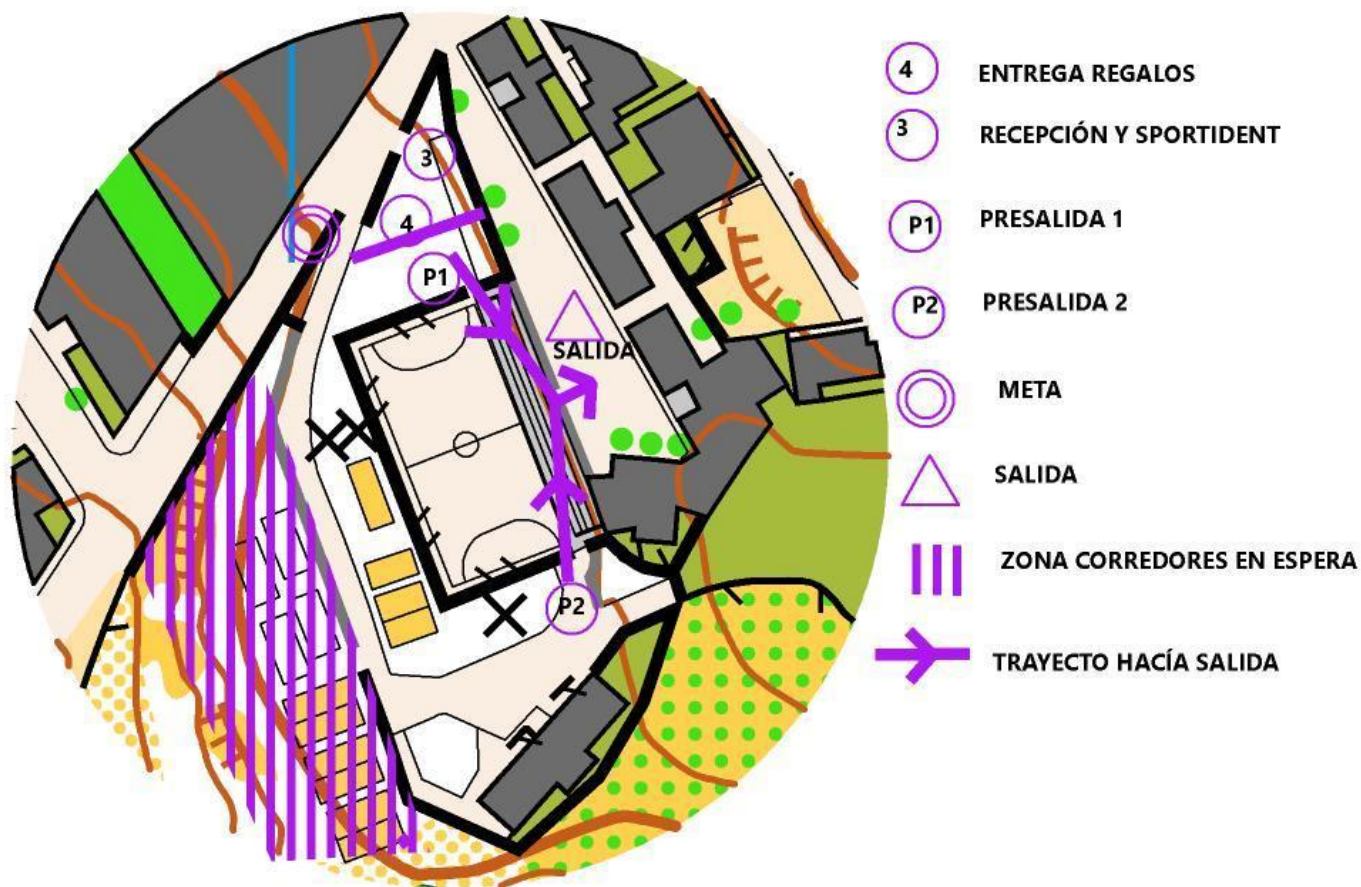 3
4
P1
SALIDA
P2
4 ENTREGA REGALOS
3 RECEPCIÓN Y SPORTIDENT
P1 PRESALIDA 1
P2 PRESALIDA 2
META
SALIDA
ZONA CORREDORES EN ESPERA
TRAYECTO HACÍA SALIDA